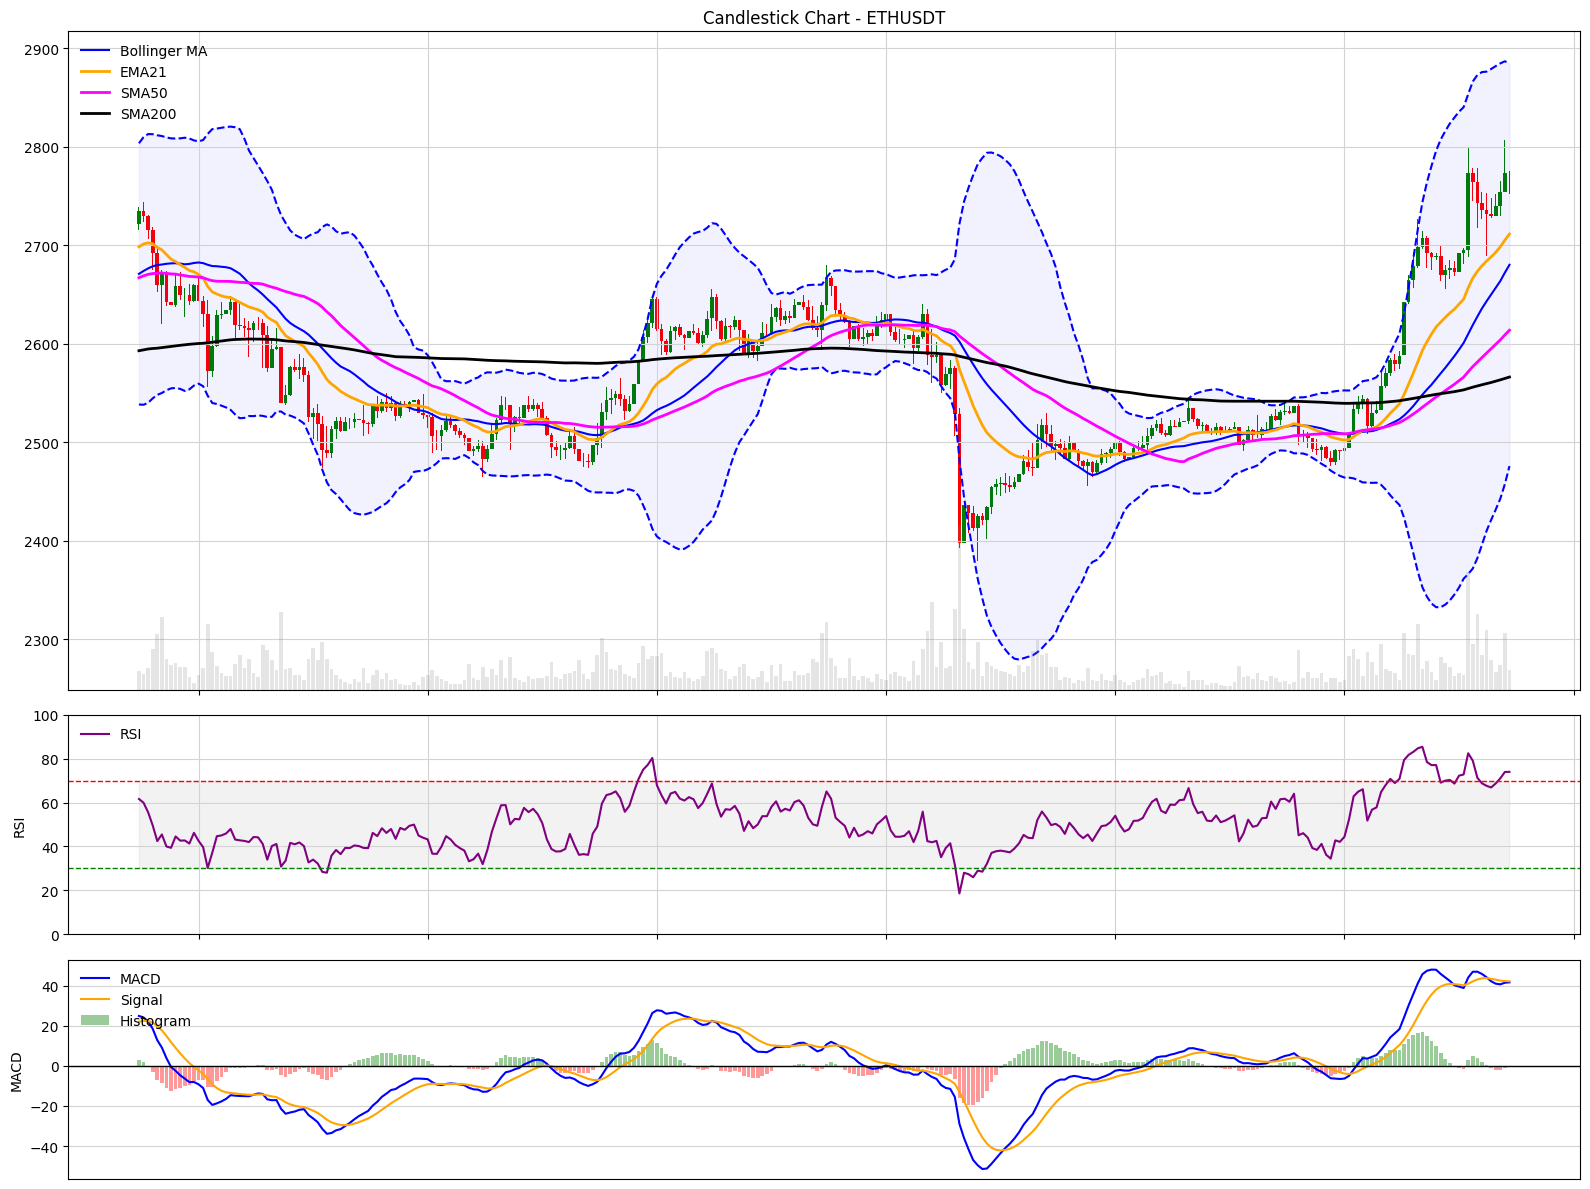 Candlestick Chart - ETHUSDT
2900
2800
2700
2600
2500
2400
2300
Bollinger MA
EMA21
SMA50
SMA200
100
80
60
40
20
0
RSI
RSI
40
20
0
−20
−40
MACD
MACD
Signal
Histogram